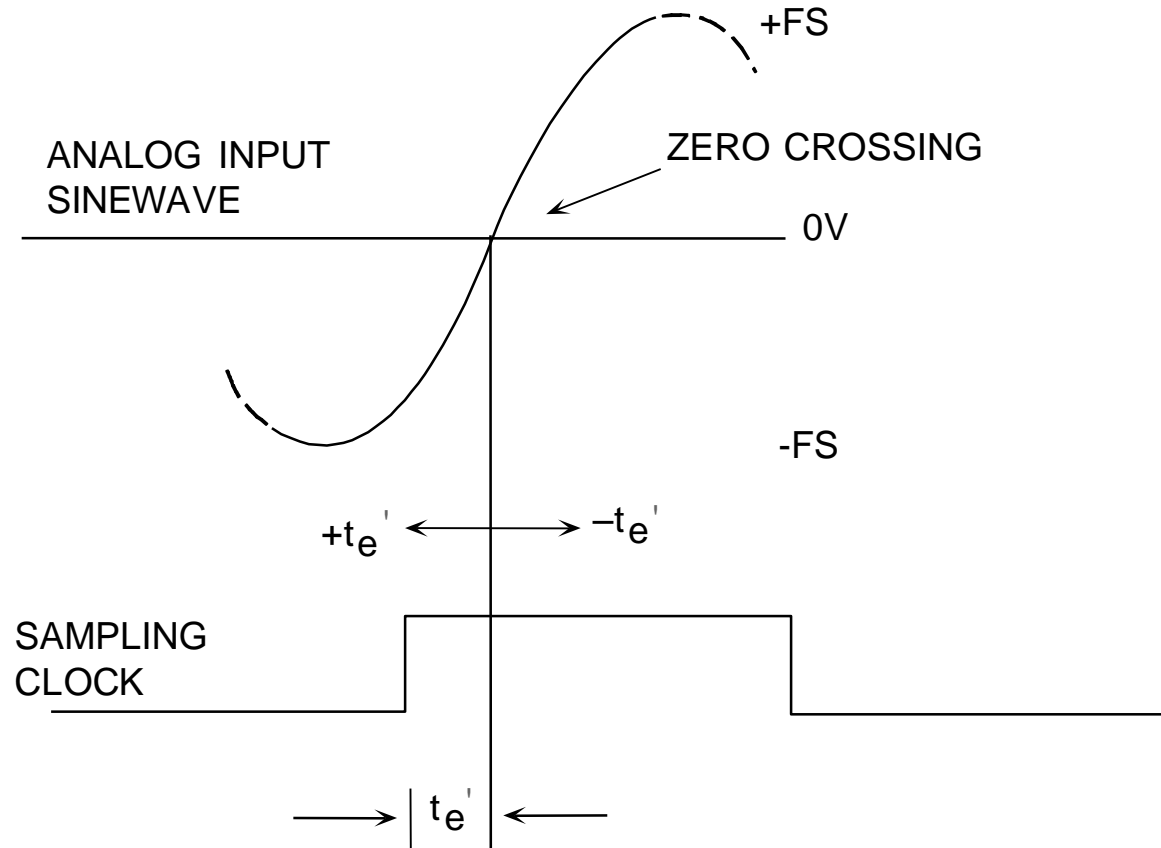 +FS
ANALOG INPUT
SINEWAVE
ZERO CROSSING
0V
-FS
+te'
–te'
SAMPLING
CLOCK
te'